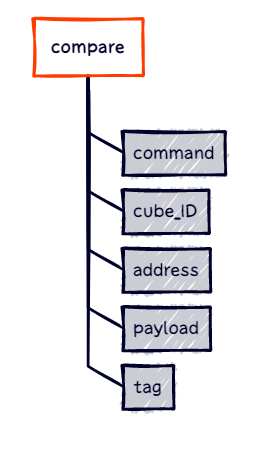 compare
command
cube_ID
address
payload
tag